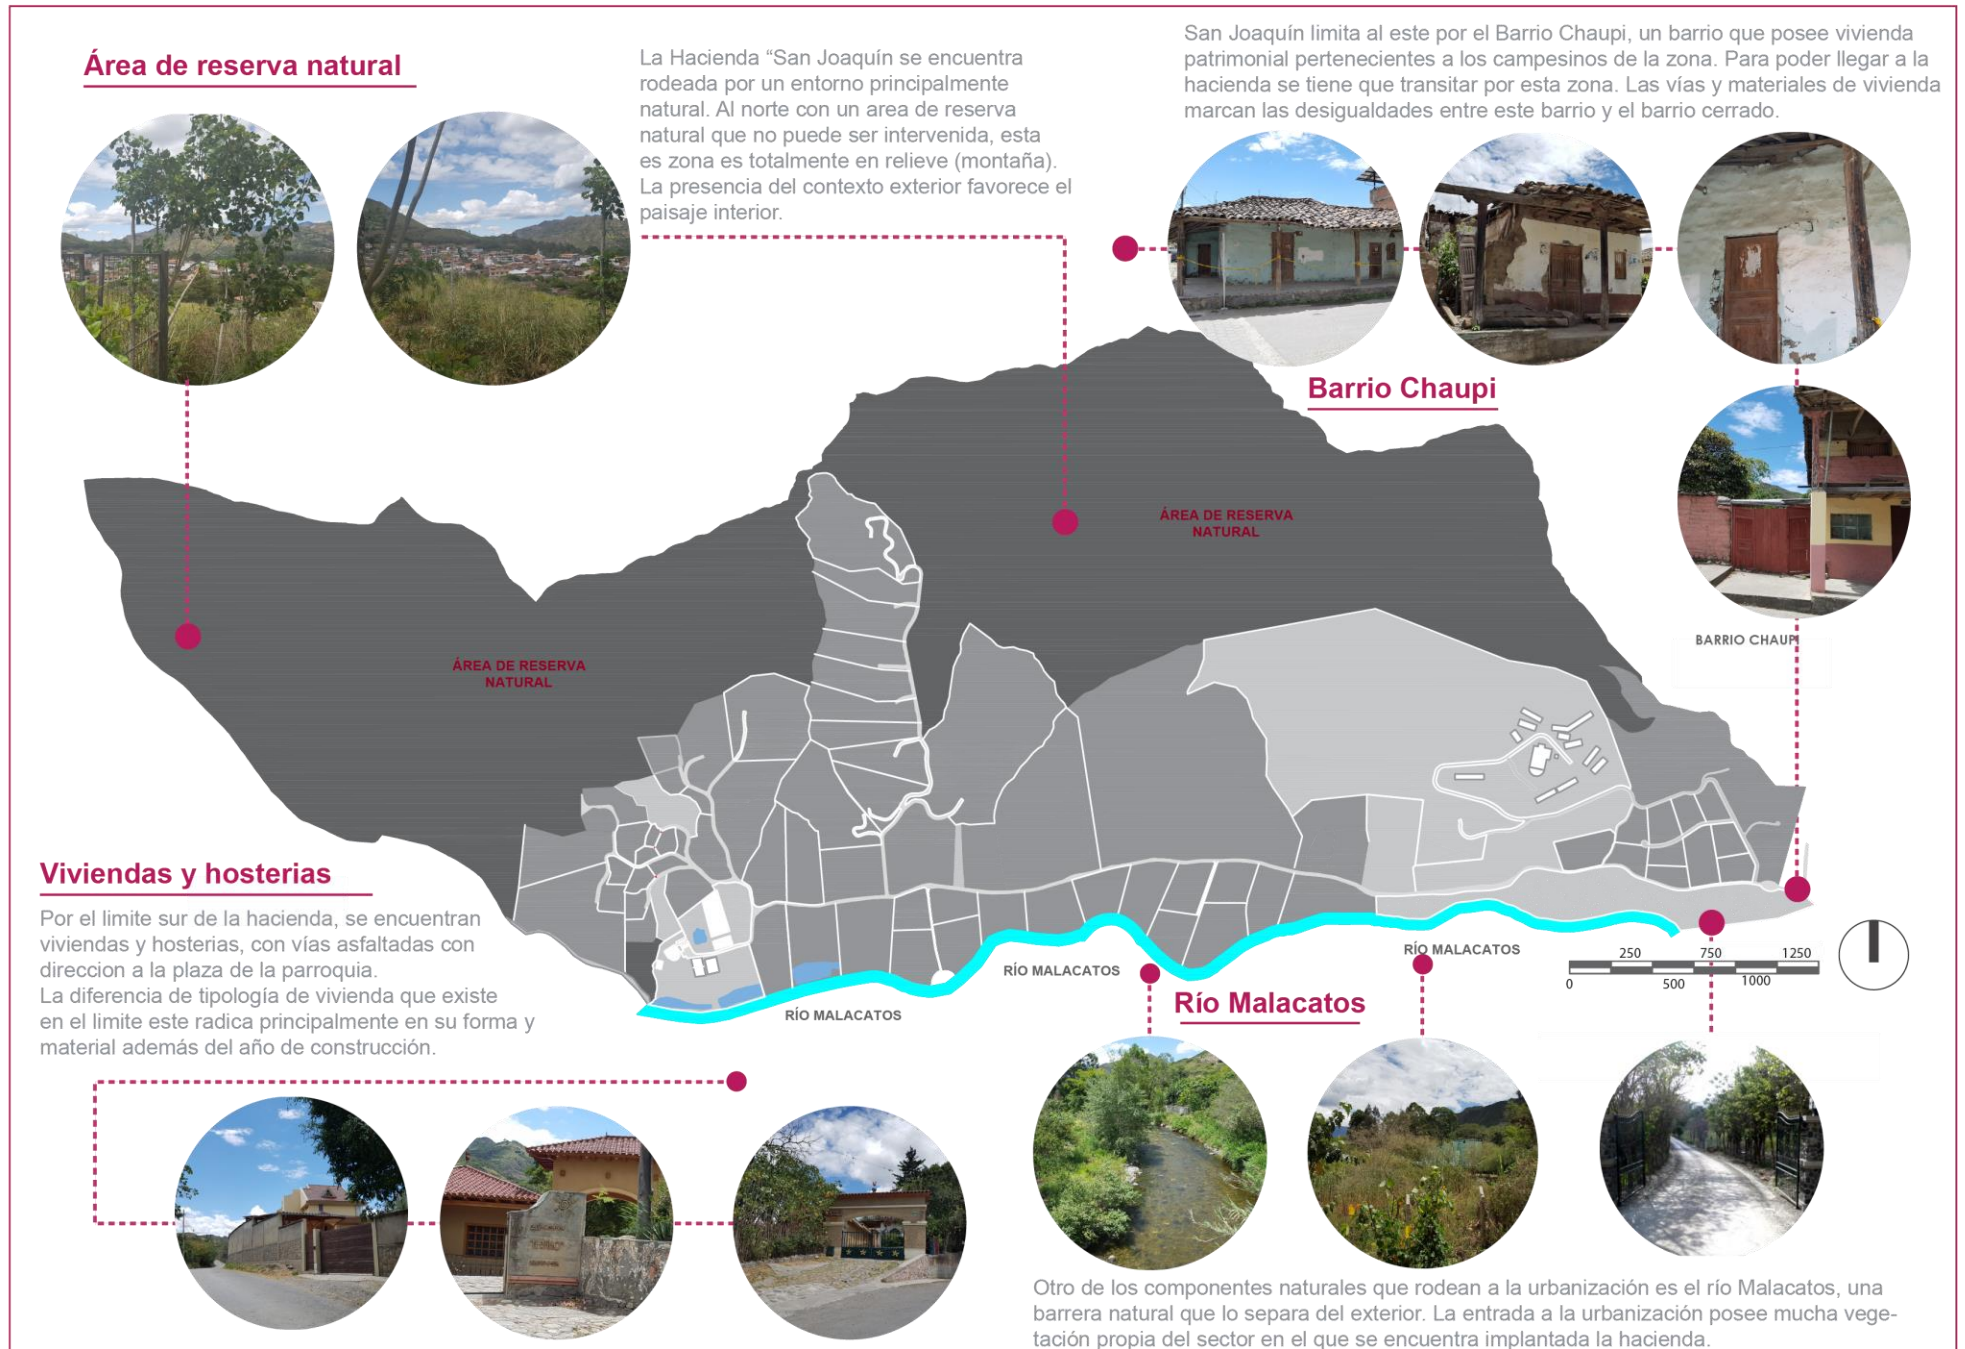 Área de reserva natural
La Hacienda “San Joaquín se encuentra
rodeada por un entorno principalmente
natural. Al norte con un area de reserva
natural que no puede ser intervenida, esta
es zona es totalmente en relieve (montaña).
La presencia del contexto exterior favorece el
paisaje interior.
San Joaquín limita al este por el Barrio Chaupi, un barrio que posee vivienda
patrimonial pertenecientes a los campesinos de la zona. Para poder llegar a la
hacienda se tiene que transitar por esta zona. Las vías y materiales de vivienda
marcan las desigualdades entre este barrio y el barrio cerrado.
Barrio Chaupi
ÁREA DE RESERVA
NATURAL
BARRIO CHAUPI
ÁREA DE RESERVA
NATURAL
Viviendas y hosterias
Por el limite sur de la hacienda, se encuentran
viviendas y hosterias, con vías asfaltadas con
direccion a la plaza de la parroquia.
La diferencia de tipología de vivienda que existe
en el limite este radica principalmente en su forma y
material además del año de construcción.
RÍO MALACATOS
RÍO MALACATOS
RÍO MALACATOS
250 750 1250
0 500 1000
Río Malacatos
Otro de los componentes naturales que rodean a la urbanización es el río Malacatos, una
barrera natural que lo separa del exterior. La entrada a la urbanización posee mucha vege-
tación propia del sector en el que se encuentra implantada la hacienda.